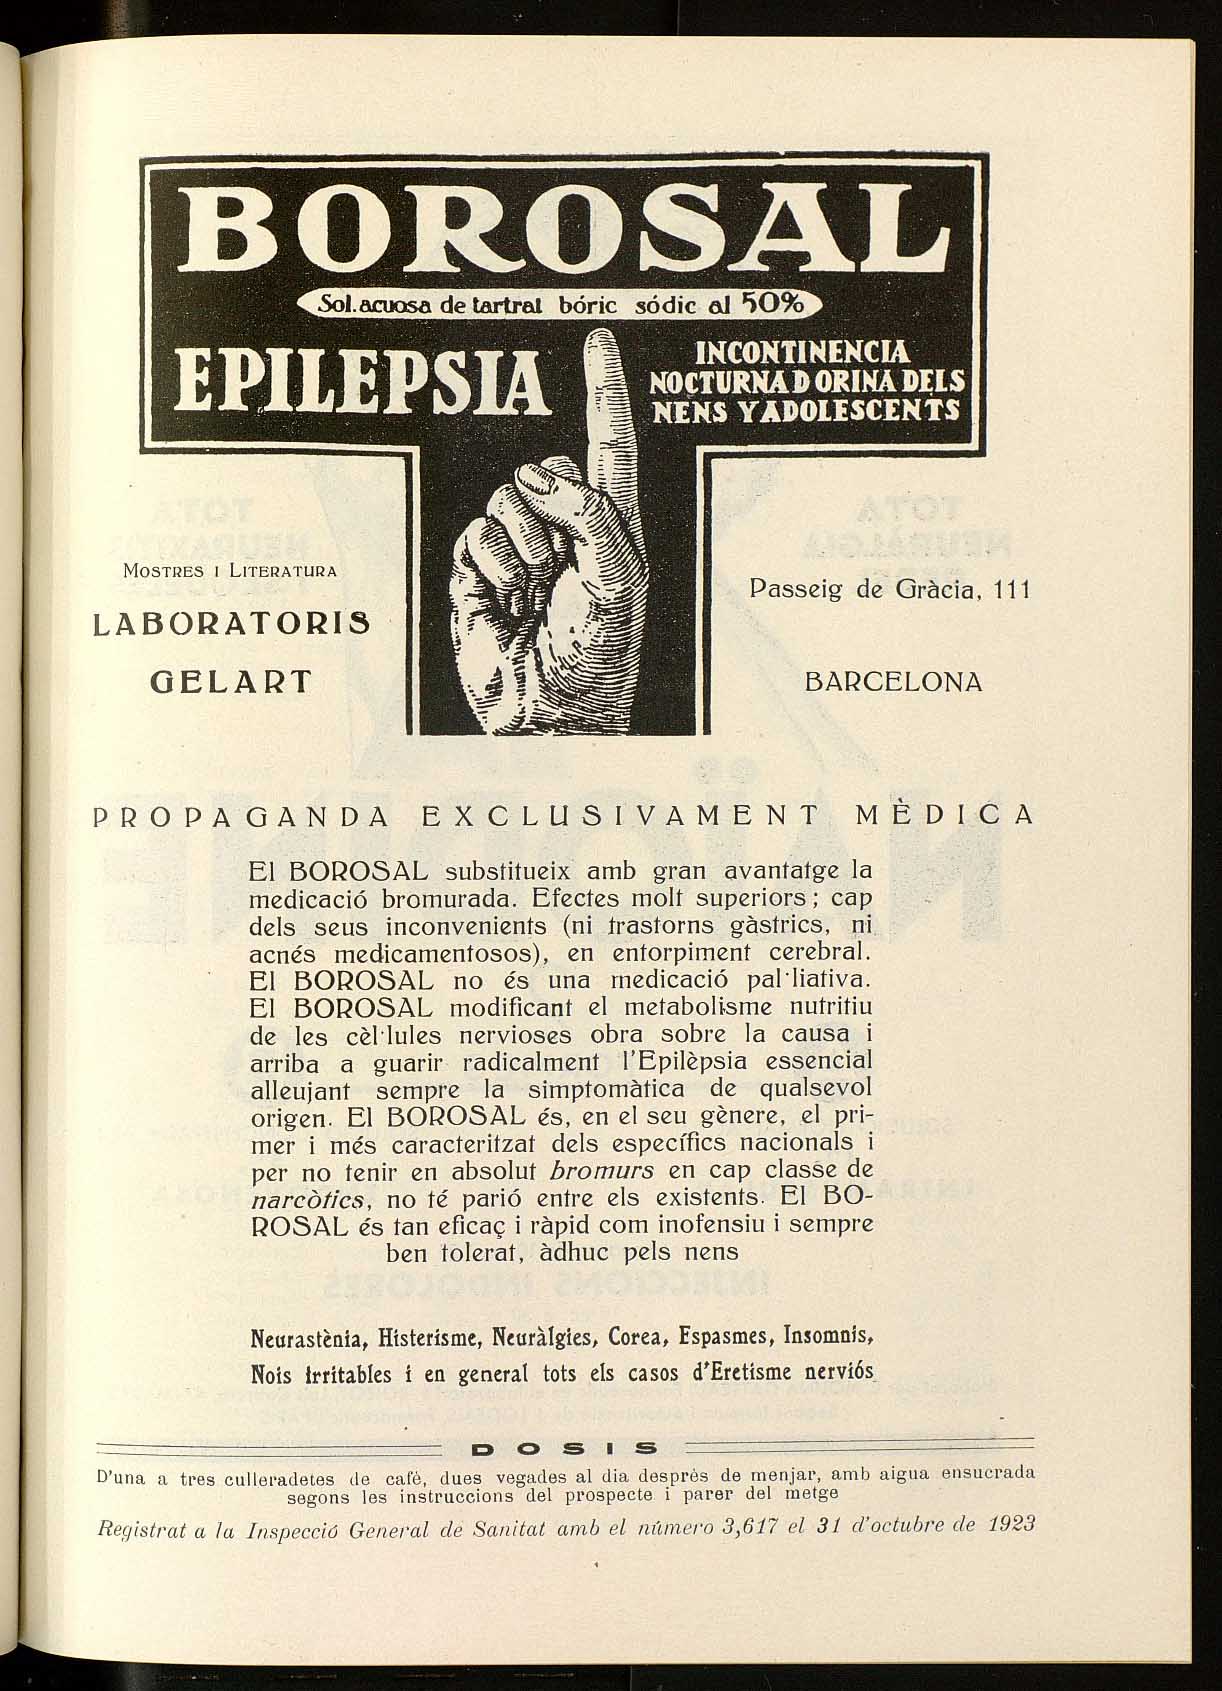 BOROSAL
Sol. acuosa de tartrat bóric sódic al 50%
EPILEPSIA
INCONTINENCIA
NOCTURNA D ORINA DELS
NENS Y ADOLESCENTS
MOSTRES I LITERATURA
LABORATORIS
GELART
Passeig de Gràcia, 111
BARCELONA
PROPAGANDA EXCLUSIVAMENT MÈDICA
El BOROSAL substitueix amb gran avantatge la
medicació bromurada. Efectes molt superiors; cap
dels seus inconvenients (ni trastorns gàstrics, ni
acnés medicamentosos), en entorpiment cerebral.
El BOROSAL no és una medicació pal·liativa.
El BOROSAL modificant el metabolisme nutritiu
de les cèl·lules nervioses obra sobre la causa i
arriba a guarir radicalment l'Epilèpsia essencial
alleujant sempre la simptomàtica de qualsevol
origen. El BOROSAL és, en el seu gènere, el pri-
mer i més caracteritzat dels específics nacionals i
per no tenir en absolut bromurs en cap classe de
narcòtics, no té parió entre els existents. El BO-
ROSAL és tan eficaç i ràpid com inofensiu i sempre
ben tolerat, àdhuc pels nens
Neurastènia, Histerisme, Neuràlgies, Corea, Espasmes, Insomnis,
Nois irritables i en general tots els casos d'Eretisme nerviós
DOSIS
D'una a tres culleradetes de café, dues vegades al dia després de menjar, amb aigua ensucrada
segons les instruccions del prospecte i parer del metge
Registrat a la Inspecció General de Sanitat amb el número 3,617 el 31 d'octubre de 1923